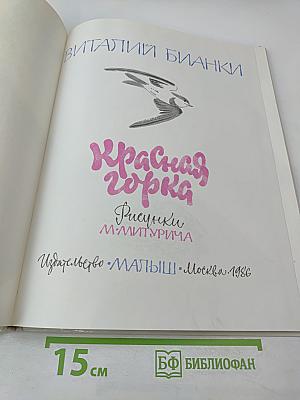 ВИТАЛИЙ БИАНКИ
Красная
горка
Рисунки
М·МИТУРИЧА
Издательство·МАЛЫШ·Москва 1986
15 см
БФ БИБЛИОФАН